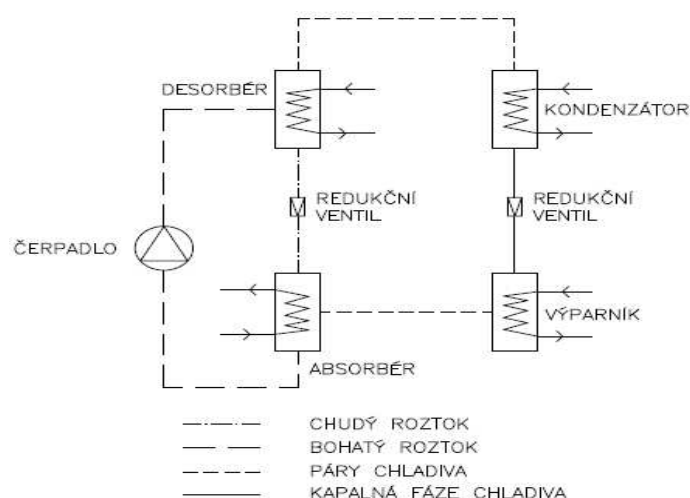 DESORBÉR
KONDENZÁTOR
REDUKČNÍ
VENTIL
REDUKČNÍ
VENTIL
ČERPADLO
VÝPARNÍK
ABSORBÉR
CHUDÝ ROZTOK
BOHATÝ ROZTOK
PÁRY CHLADIVA
KAPALNÁ FÁZE CHLADIVA